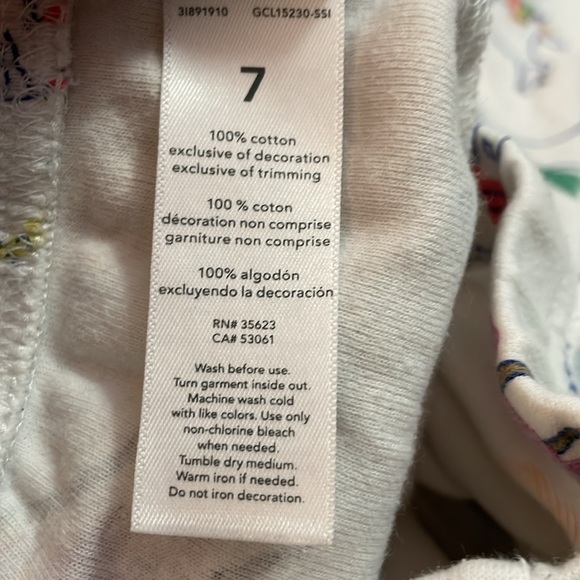 31891910 GCL15230-SSI
7
100% cotton
exclusive of decoration
exclusive of trimming
100 % coton
décoration non comprise
garniture non comprise
100% algodón
excluyendo la decoración
RN# 35623
CA# 53061
Wash before use.
Turn garment inside out.
Machine wash cold
with like colors. Use only
non-chlorine bleach
when needed.
Tumble dry medium.
Warm iron if needed.
Do not iron decoration.